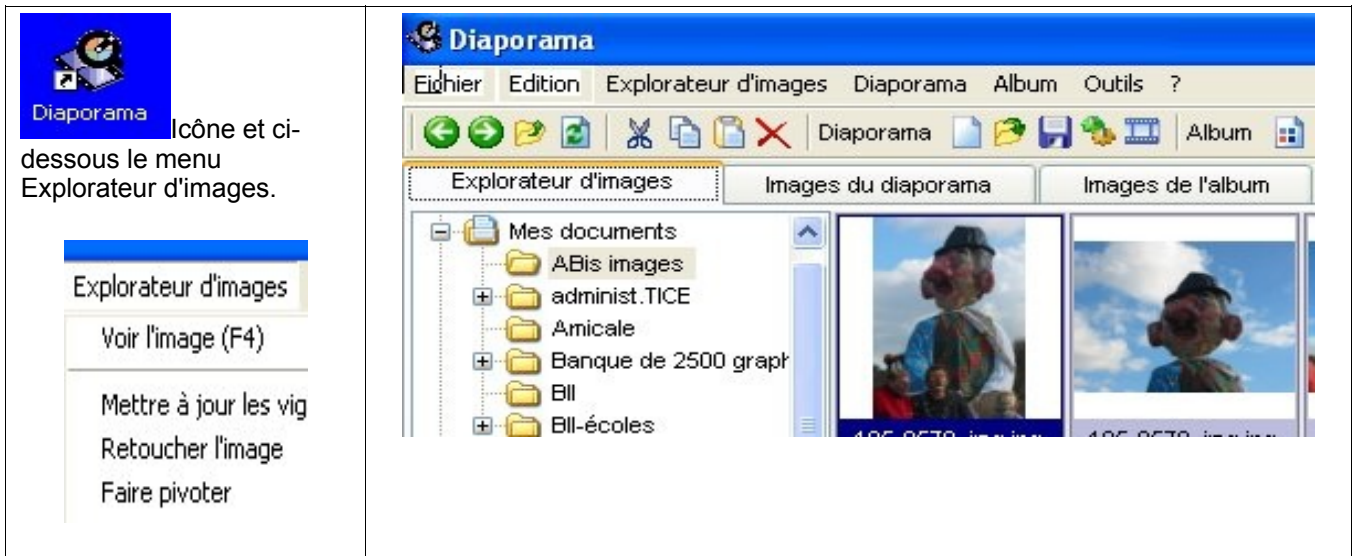 Diaporama
Icône et ci-
dessous le menu
Explorateur d'images.
Explorateur d'images
Voir l'image (F4)
Mettre à jour les vig
Retoucher l'image
Faire pivoter
Diaporama
Fichier Edition Explorateur d'images Diaporama Album Outils ?
Diaporama Album
Explorateur d'images Images du diaporama Images de l'album
Mes documents
ABis images
administ.TICE
Amicale
Banque de 2500 graph
BII
BII-écoles